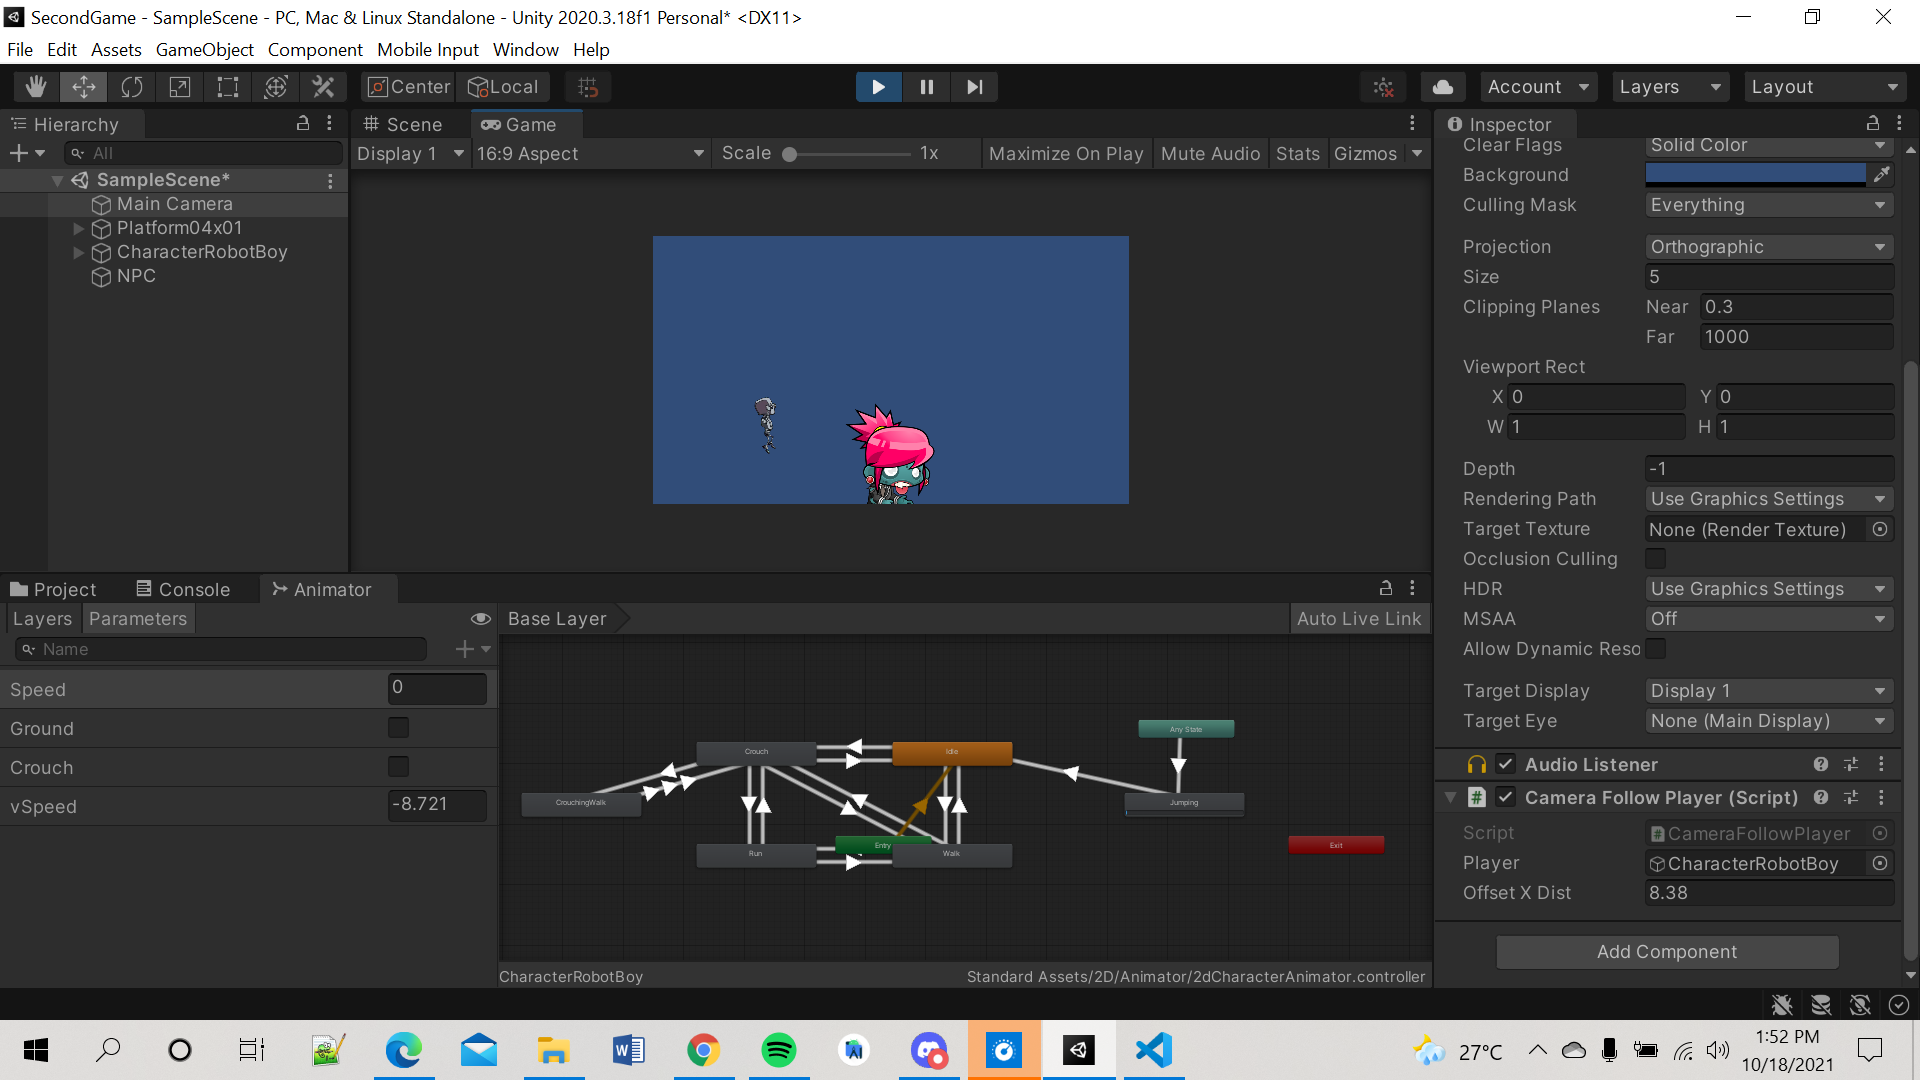 SecondGame - SampleScene - PC, Mac & Linux Standalone - Unity 2020.3.18f1 Personal* <DX11>
File Edit Assets GameObject Component Mobile Input Window Help
Center Local Account Layers Layout
Hierarchy
All
SampleScene*
Main Camera
Platform04x01
CharacterRobotBoy
NPC
Scene Game
Display 1 16:9 Aspect Scale 1x Maximize On Play Mute Audio Stats Gizmos
Inspector
Clear Flags Solid Color
Background
Culling Mask Everything
Projection Orthographic
Size 5
Clipping Planes Near 0.3
Far 1000
Viewport Rect
X 0 Y 0
W 1 H 1
Depth -1
Rendering Path Use Graphics Settings
Target Texture None (Render Texture)
Occlusion Culling
HDR Use Graphics Settings
MSAA Off
Allow Dynamic Reso
Target Display Display 1
Target Eye None (Main Display)
Audio Listener
Camera Follow Player (Script)
Script CameraFollowPlayer
Player CharacterRobotBoy
Offset X Dist 8.38
Add Component
Project Console Animator
Layers Parameters
Name
Speed 0
Ground
Crouch
vSpeed -8.721
Base Layer Auto Live Link
Any State
Crouch Idle
CrouchingWalk Jumping
Entry Exit
Run Walk
CharacterRobotBoy Standard Assets/2D/Animator/2dCharacterAnimator.controller
27°C
1:52 PM
10/18/2021